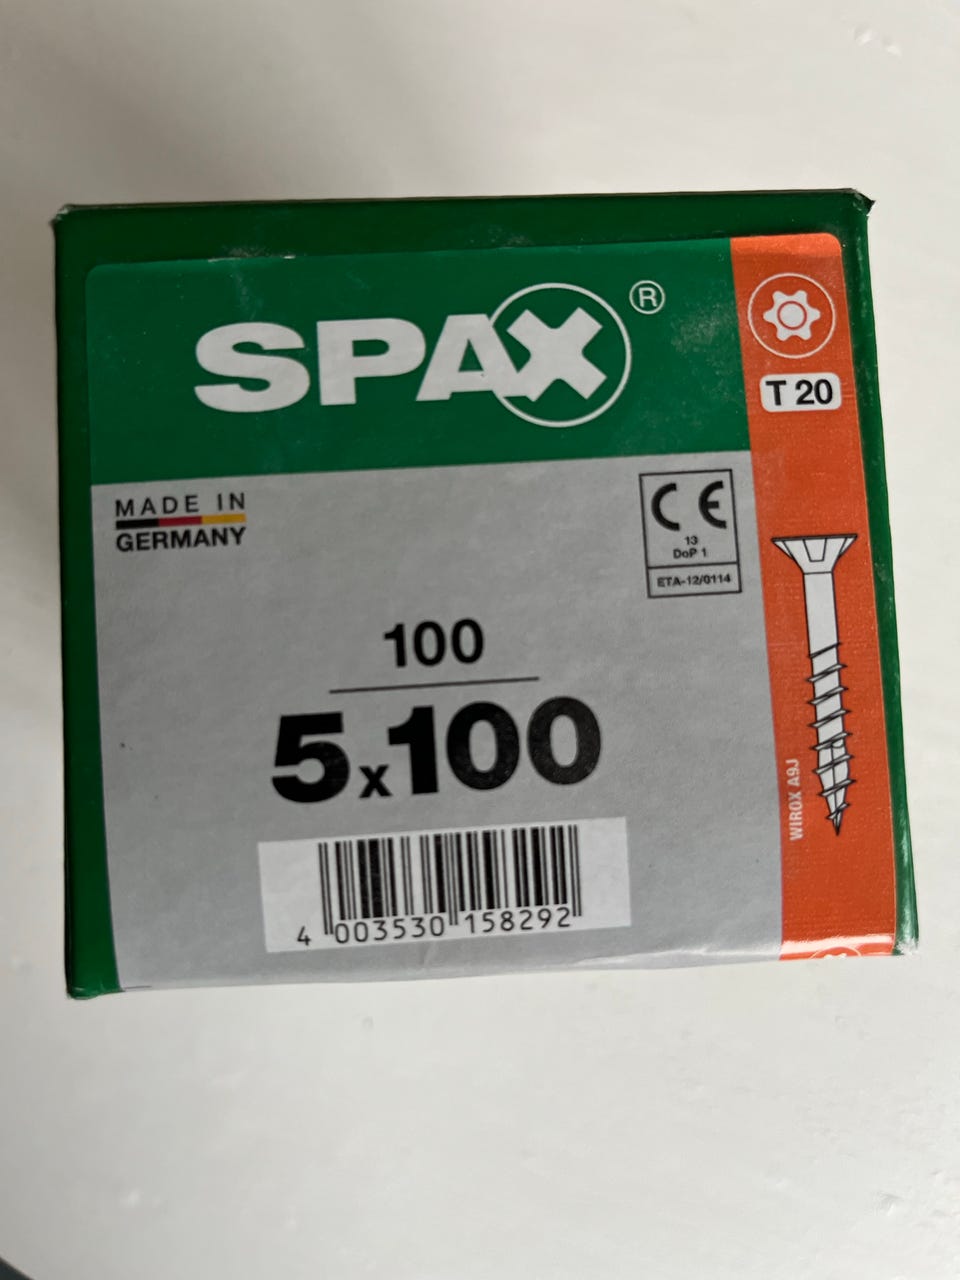 SPAX®
T 20
MADE IN
GERMANY
CE
13
DoP 1
ETA-12/0114
100
5x100
WIROX A9J
4 003530 158292